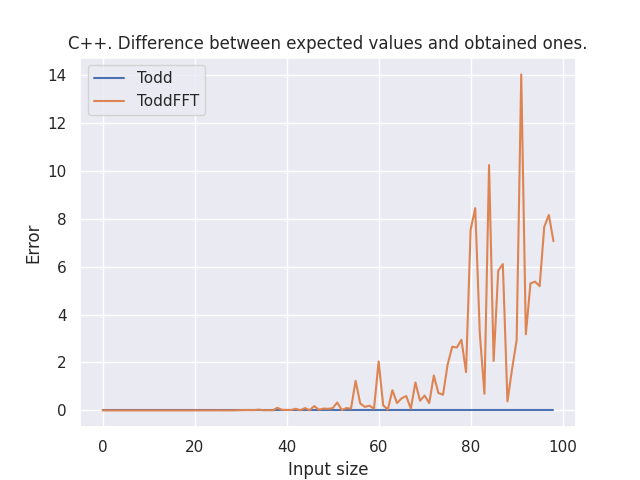 C++. Difference between expected values and obtained ones.
Todd
ToddFFT
14
12
10
8
6
4
2
0
Error
0 20 40 60 80 100
Input size